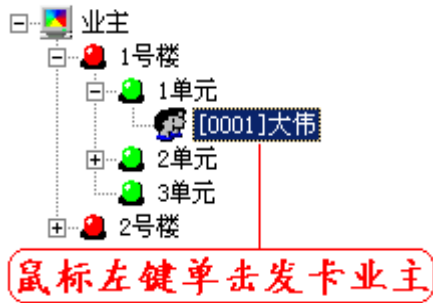 业主
1号楼
1单元
[0001]大伟
2单元
3单元
2号楼
鼠标左键单击发卡业主